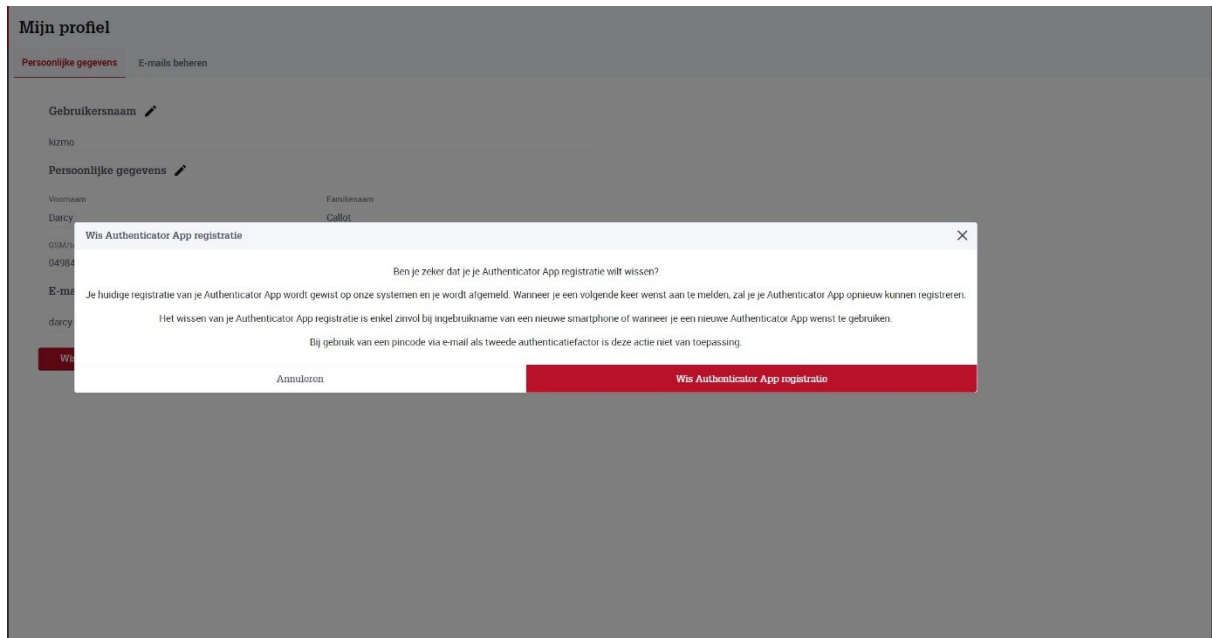 Mijn profiel
Persoonlijke gegevens E-mails beheren
Gebruikersnaam
kizmo
Persoonlijke gegevens
Voornaam Familienaam
Darcy Callot
Wis Authenticator App registratie
GSM/
04984
Ben je zeker dat je je Authenticator App registratie wilt wissen?
E-ma
Je huidige registratie van je Authenticator App wordt gewist op onze systemen en je wordt afgemeld. Wanneer je een volgende keer wenst aan te melden, zal je je Authenticator App opnieuw kunnen registreren.
darcy
Het wissen van je Authenticator App registratie is enkel zinvol bij ingebruikname van een nieuwe smartphone of wanneer je een nieuwe Authenticator App wenst te gebruiken.
Bij gebruik van een pincode via e-mail als tweede authenticatiefactor is deze actie niet van toepassing.
Annuleren Wis Authenticator App registratie